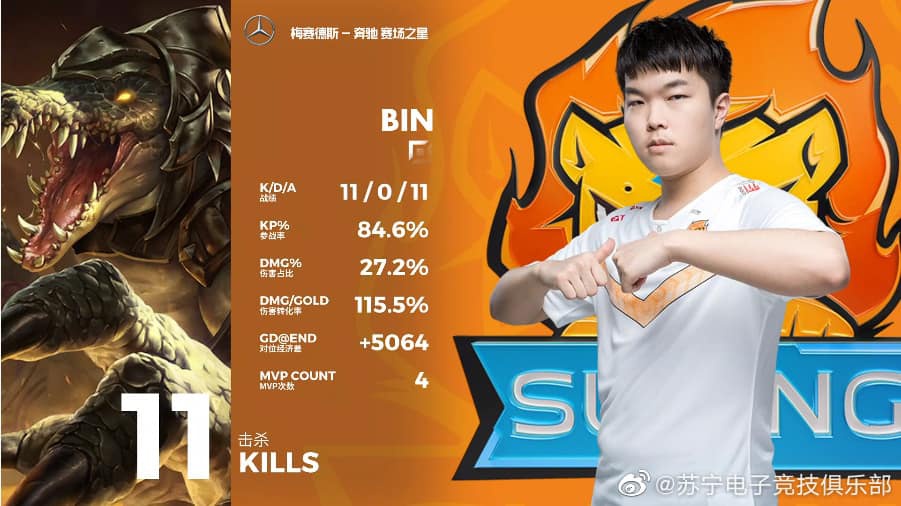 梅赛德斯－奔驰 赛场之星
BIN
K/D/A 11 / 0 / 11
战绩
KP% 84.6%
参战率
DMG% 27.2%
伤害占比
DMG/GOLD 115.5%
伤害转化率
GD@END +5064
对位经济差
MVP COUNT 4
MVP次数
11
击杀
KILLS
SU NG
@苏宁电子竞技俱乐部